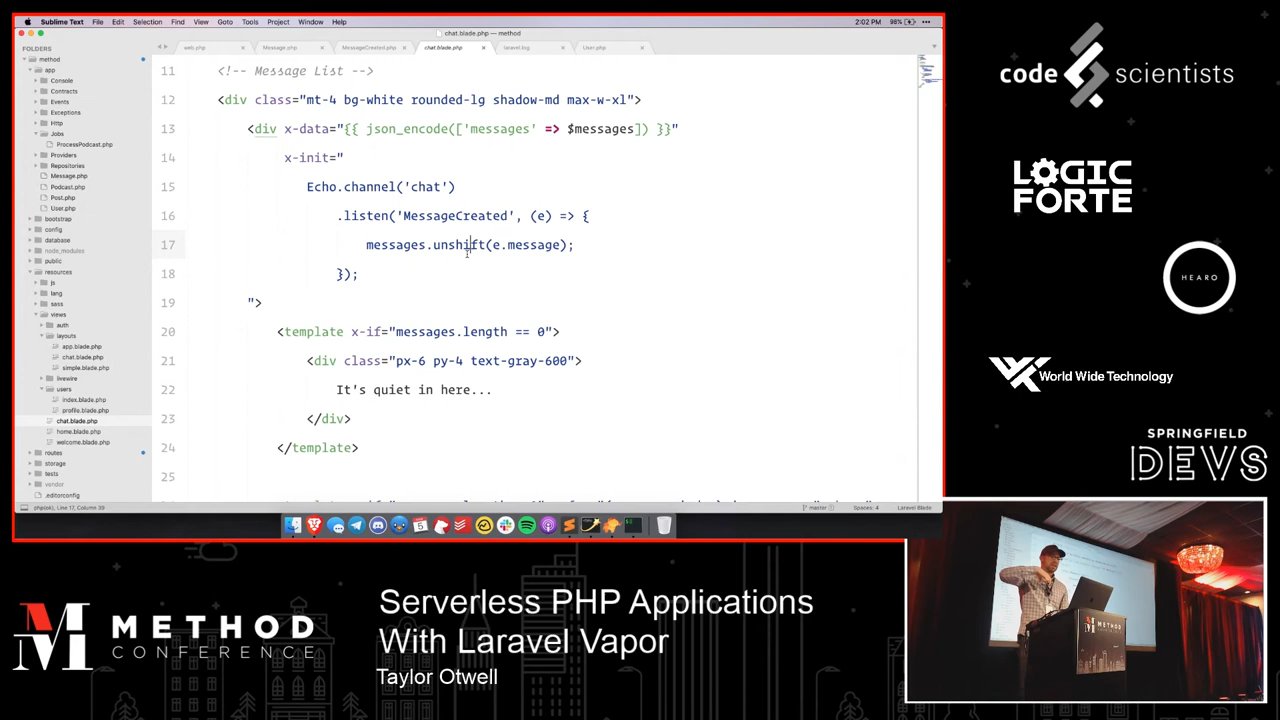 Sublime Text File Edit Selection Find View Goto Tools Project Window Help
2:02 PM 98%
chat.blade.php — method
FOLDERS
method
app
Console
Contracts
Events
Exceptions
Http
Jobs
ProcessPodcast.php
Providers
Repositories
Message.php
Podcast.php
Post.php
User.php
bootstrap
config
database
node_modules
public
resources
js
lang
sass
views
auth
layouts
app.blade.php
chat.blade.php
simple.blade.php
livewire
users
index.blade.php
profile.blade.php
chat.blade.php
home.blade.php
welcome.blade.php
routes
storage
tests
vendor
.editorconfig
web.php Message.php MessageCreated.php chat.blade.php laravel.log User.php
11 <!-- Message List -->
12 <div class="mt-4 bg-white rounded-lg shadow-md max-w-xl">
13 <div x-data="{{ json_encode(['messages' => $messages]) }}"
14 x-init="
15 Echo.channel('chat')
16 .listen('MessageCreated', (e) => {
17 messages.unshift(e.message);
18 });
19 ">
20 <template x-if="messages.length == 0">
21 <div class="px-6 py-4 text-gray-600">
22 It's quiet in here...
23 </div>
24 </template>
25
master Spaces: 4 Laravel Blade
code scientists
LOGIC
FORTE
HEARO
World Wide Technology
SPRINGFIELD
DEVS
METHOD
CONFERENCE
Serverless PHP Applications
With Laravel Vapor
Taylor Otwell
METHOD